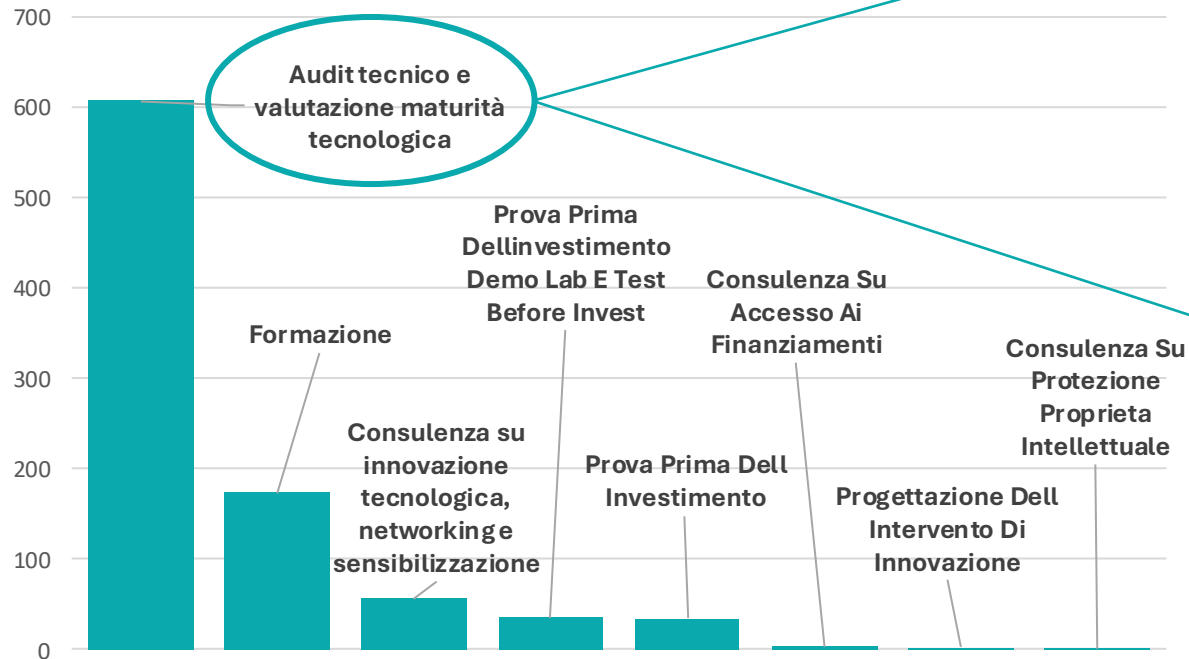 700
600
500
400
300
200
100
0
Audit tecnico e
valutazione maturità
tecnologica
Formazione
Consulenza su
innovazione
tecnologica,
networking e
sensibilizzazione
Prova Prima
Dellinvestimento
Demo Lab E Test
Before Invest
Prova Prima Dell
Investimento
Consulenza Su
Accesso Ai
Finanziamenti
Progettazione Dell
Intervento Di
Innovazione
Consulenza Su
Protezione
Proprieta
Intellettuale